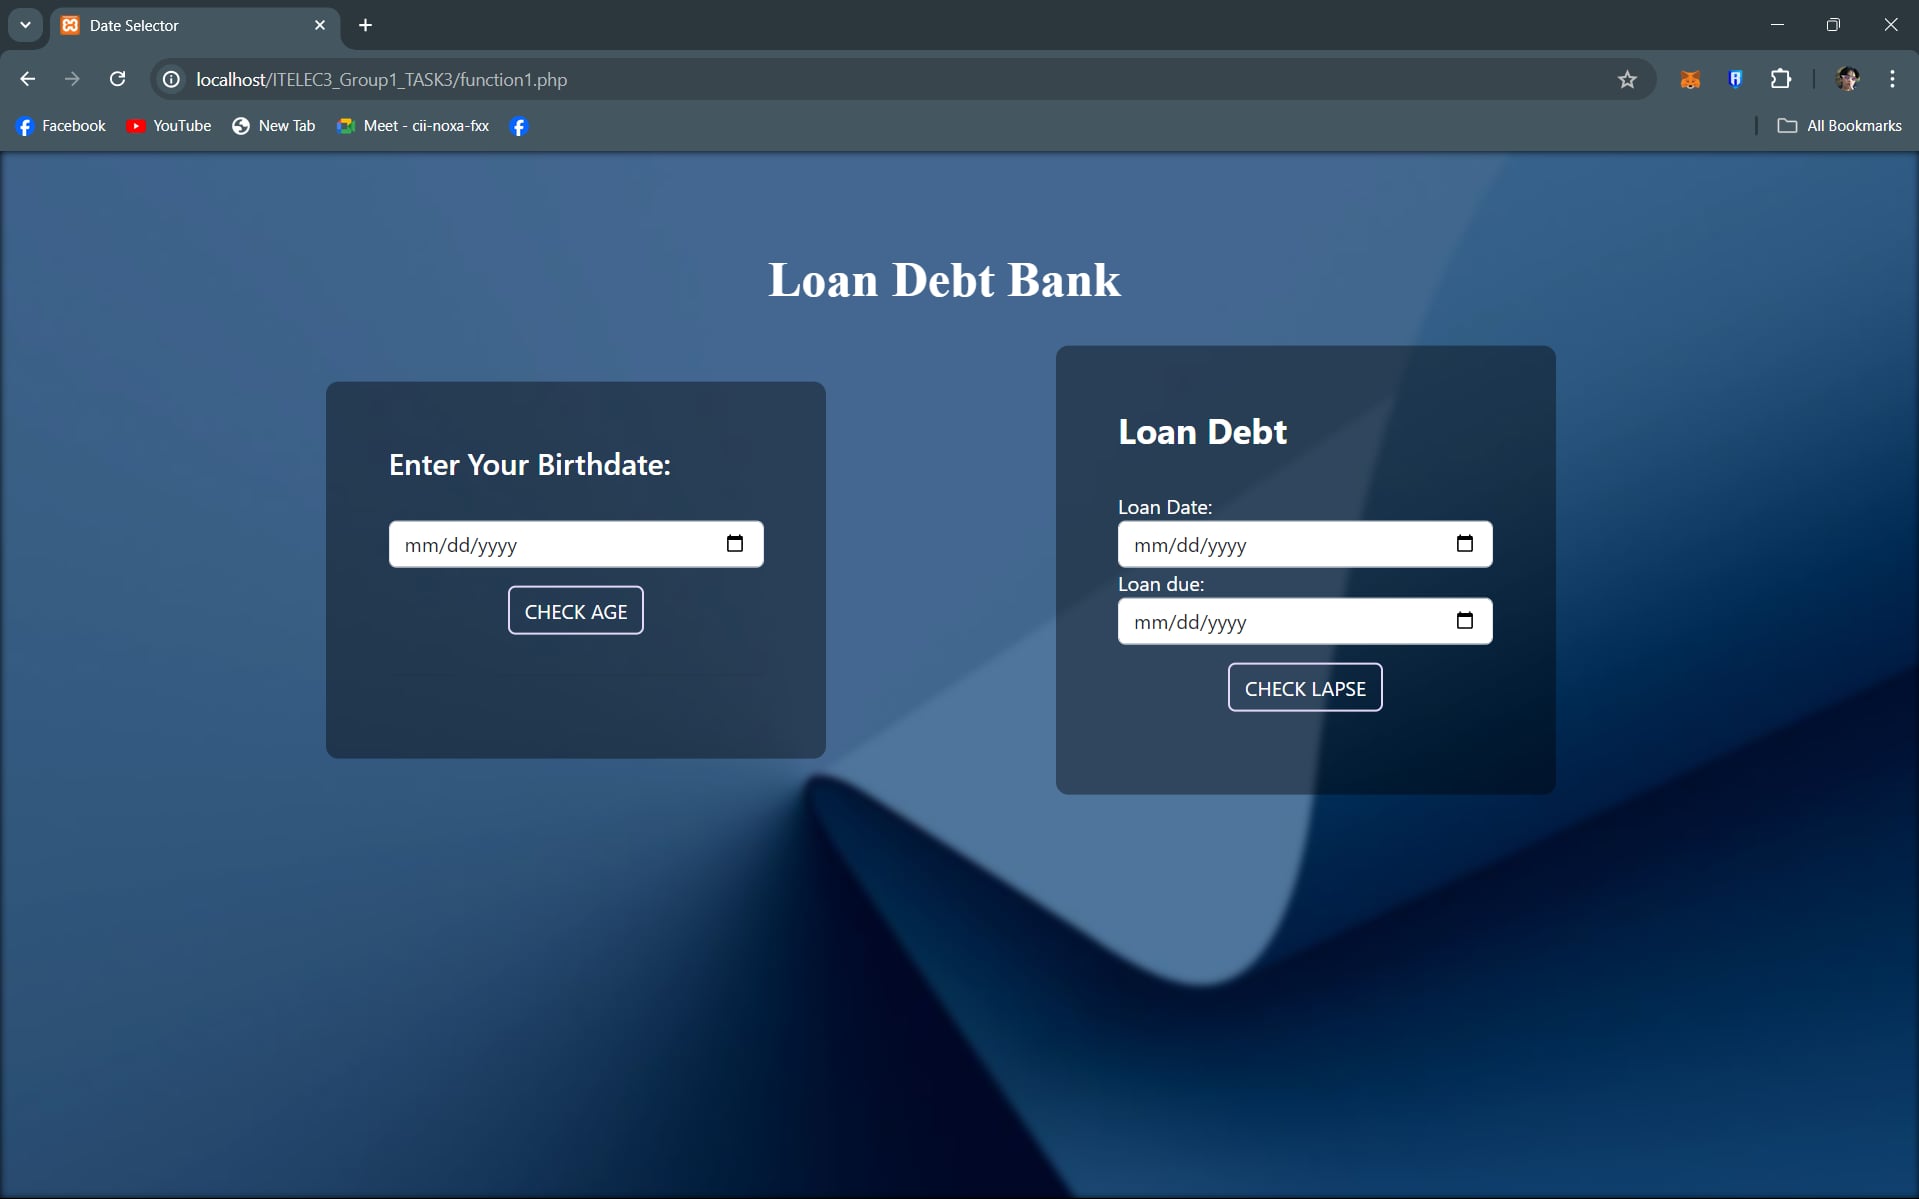 Date Selector
localhost/ITELEC3_Group1_TASK3/function1.php
Facebook YouTube New Tab Meet - cii-noxa-fxx All Bookmarks
Loan Debt Bank
Enter Your Birthdate:
mm/dd/yyyy
CHECK AGE
Loan Debt
Loan Date:
mm/dd/yyyy
Loan due:
mm/dd/yyyy
CHECK LAPSE